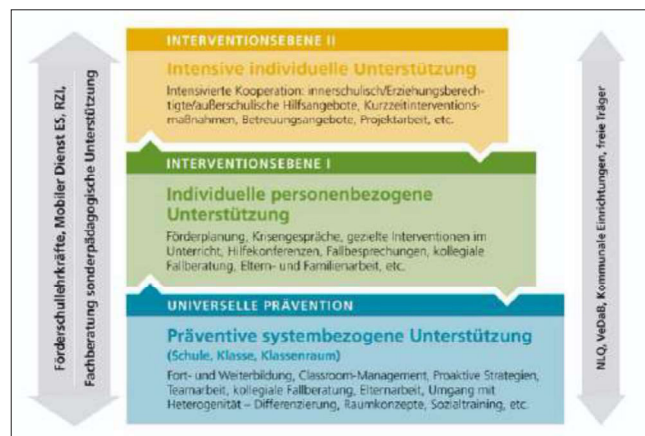 Förderschullehrkräfte, Mobiler Dienst ES, RZI,
Fachberatung sonderpädagogische Unterstützung
INTERVENTIONSEBENE II
Intensive individuelle Unterstützung
Intensivierte Kooperation: innerschulisch/Erziehungsberech-
tigte/außerschulische Hilfsangebote, Kurzzeitinterventions-
maßnahmen, Betreuungsangebote, Projektarbeit, etc.
INTERVENTIONSEBENE I
Individuelle personenbezogene
Unterstützung
Förderplanung, Krisengespräche, gezielte Interventionen im
Unterricht, Hilfekonferenzen, Fallbesprechungen, kollegiale
Fallberatung, Eltern- und Familienarbeit, etc.
UNIVERSELLE PRÄVENTION
Präventive systembezogene Unterstützung
(Schule, Klasse, Klassenraum)
Fort- und Weiterbildung, Classroom-Management, Proaktive Strategien,
Teamarbeit, kollegiale Fallberatung, Elternarbeit, Umgang mit
Heterogenität – Differenzierung, Raumkonzepte, Sozialtraining, etc.
NLQ, VeDaB, Kommunale Einrichtungen, freie Träger